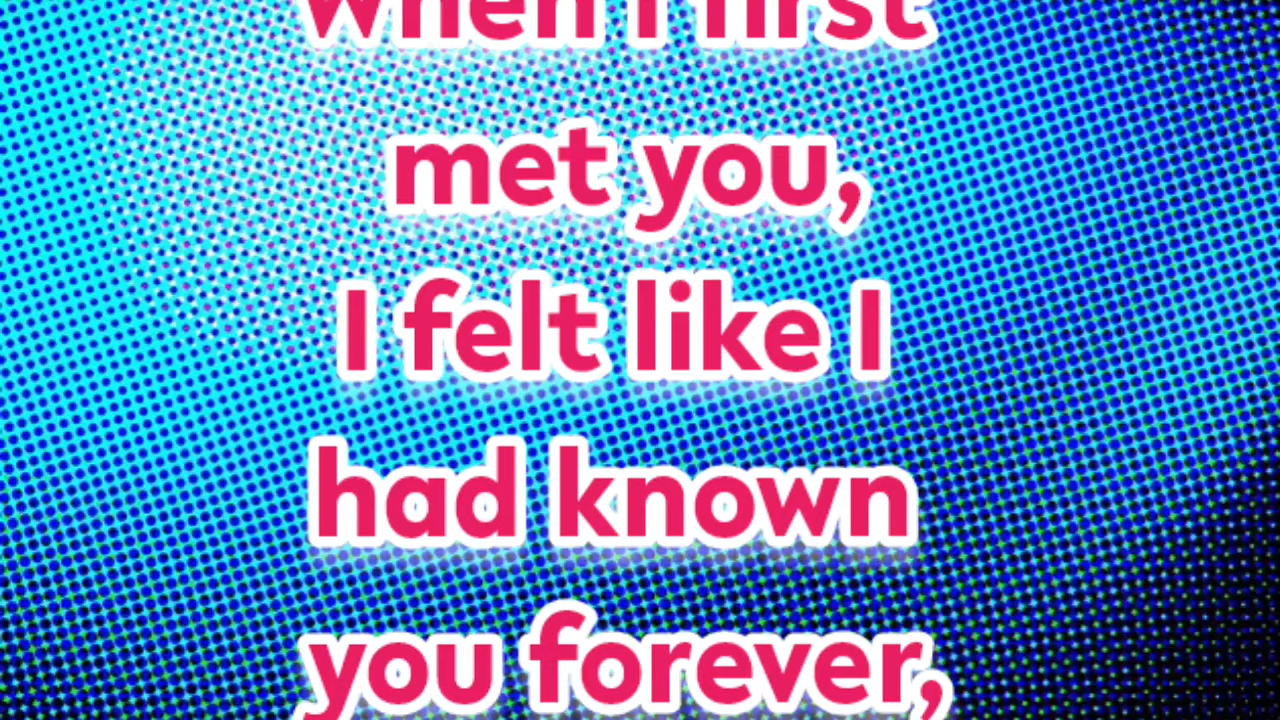 when I first
met you,
I felt like I
had known
you forever,